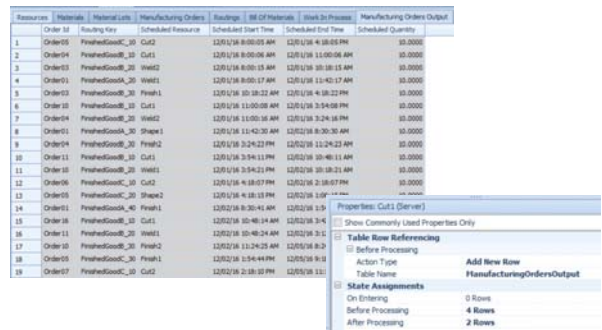 Resources Materials Material Lots Manufacturing Orders Routings Bill Of Materials Work In Process Manufacturing Orders Output
Order Id Routing Key Scheduled Resource Scheduled Start Time Scheduled End Time Scheduled Quantity
1 Order05 FinishedGoodC_10 Cut2 12/01/16 8:00:05 AM 12/01/16 4:18:05 PM 10.0000
2 Order04 FinishedGoodB_10 Cut1 12/01/16 8:00:06 AM 12/01/16 11:00:06 AM 10.0000
3 Order03 FinishedGoodB_20 Weld2 12/01/16 8:00:15 AM 12/01/16 10:18:15 AM 10.0000
4 Order01 FinishedGoodA_20 Weld1 12/01/16 8:00:17 AM 12/01/16 11:42:17 AM 10.0000
5 Order03 FinishedGoodB_30 Finish1 12/01/16 10:18:22 AM 12/01/16 4:18:22 PM 10.0000
6 Order10 FinishedGoodB_10 Cut1 12/01/16 11:00:08 AM 12/01/16 3:54:08 PM 10.0000
7 Order04 FinishedGoodB_20 Weld2 12/01/16 11:00:16 AM 12/01/16 3:24:16 PM 10.0000
8 Order01 FinishedGoodA_30 Shape1 12/01/16 11:42:30 AM 12/02/16 8:30:30 AM 10.0000
9 Order04 FinishedGoodB_30 Finish2 12/01/16 3:24:23 PM 12/02/16 11:24:23 AM 10.0000
10 Order11 FinishedGoodB_10 Cut1 12/01/16 3:54:11 PM 12/02/16 10:48:11 AM 10.0000
11 Order10 FinishedGoodB_20 Weld2 12/01/16 3:54:21 PM 12/02/16 10:18:21 AM 10.0000
12 Order06 FinishedGoodC_10 Cut2 12/01/16 4:18:07 PM 12/02/16 2:18:07 PM 10.0000
13 Order05 FinishedGoodC_20 Shape2 12/01/16 4:18:15 PM
14 Order01 FinishedGoodA_40 Finish1 12/02/16 8:30:41 AM
15 Order16 FinishedGoodB_10 Cut1 12/02/16 10:48:14 AM
16 Order11 FinishedGoodB_20 Weld1 12/02/16 10:48:24 AM
17 Order10 FinishedGoodB_30 Finish2 12/02/16 11:24:25 AM
18 Order05 FinishedGoodC_30 Finish1 12/02/16 1:54:44 PM
19 Order07 FinishedGoodC_10 Cut2 12/02/16 2:18:10 PM
Properties: Cut1 (Server)
Show Commonly Used Properties Only
Table Row Referencing
Before Processing
Action Type Add New Row
Table Name ManufacturingOrdersOutput
State Assignments
On Entering 0 Rows
Before Processing 4 Rows
After Processing 2 Rows